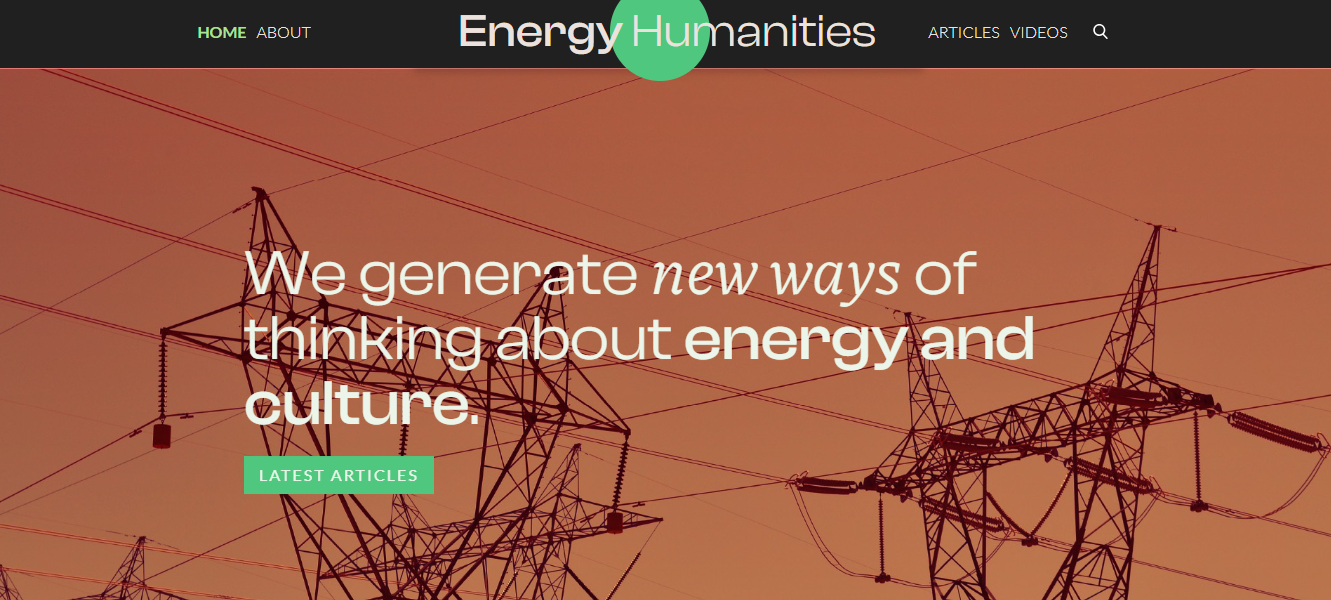 HOME ABOUT
Energy Humanities
ARTICLES VIDEOS
We generate new ways of
thinking about energy and
culture.
LATEST ARTICLES